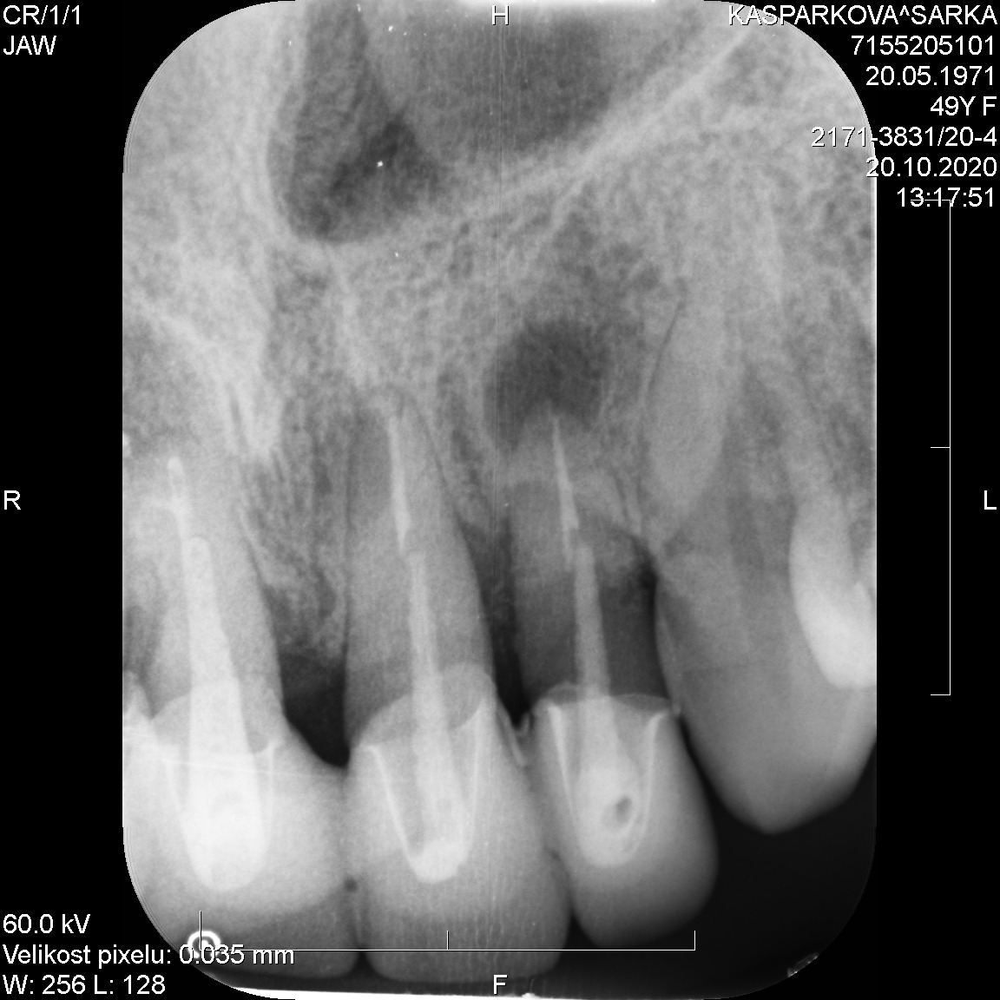 CR/1/1
JAW
H
KASPARKOVA^SARKA
7155205101
20.05.1971
49Y F
2171-3831/20-4
20.10.2020
13:17:51
R
L
60.0 kV
Velikost pixelu: 0.035 mm
W: 256 L: 128
F